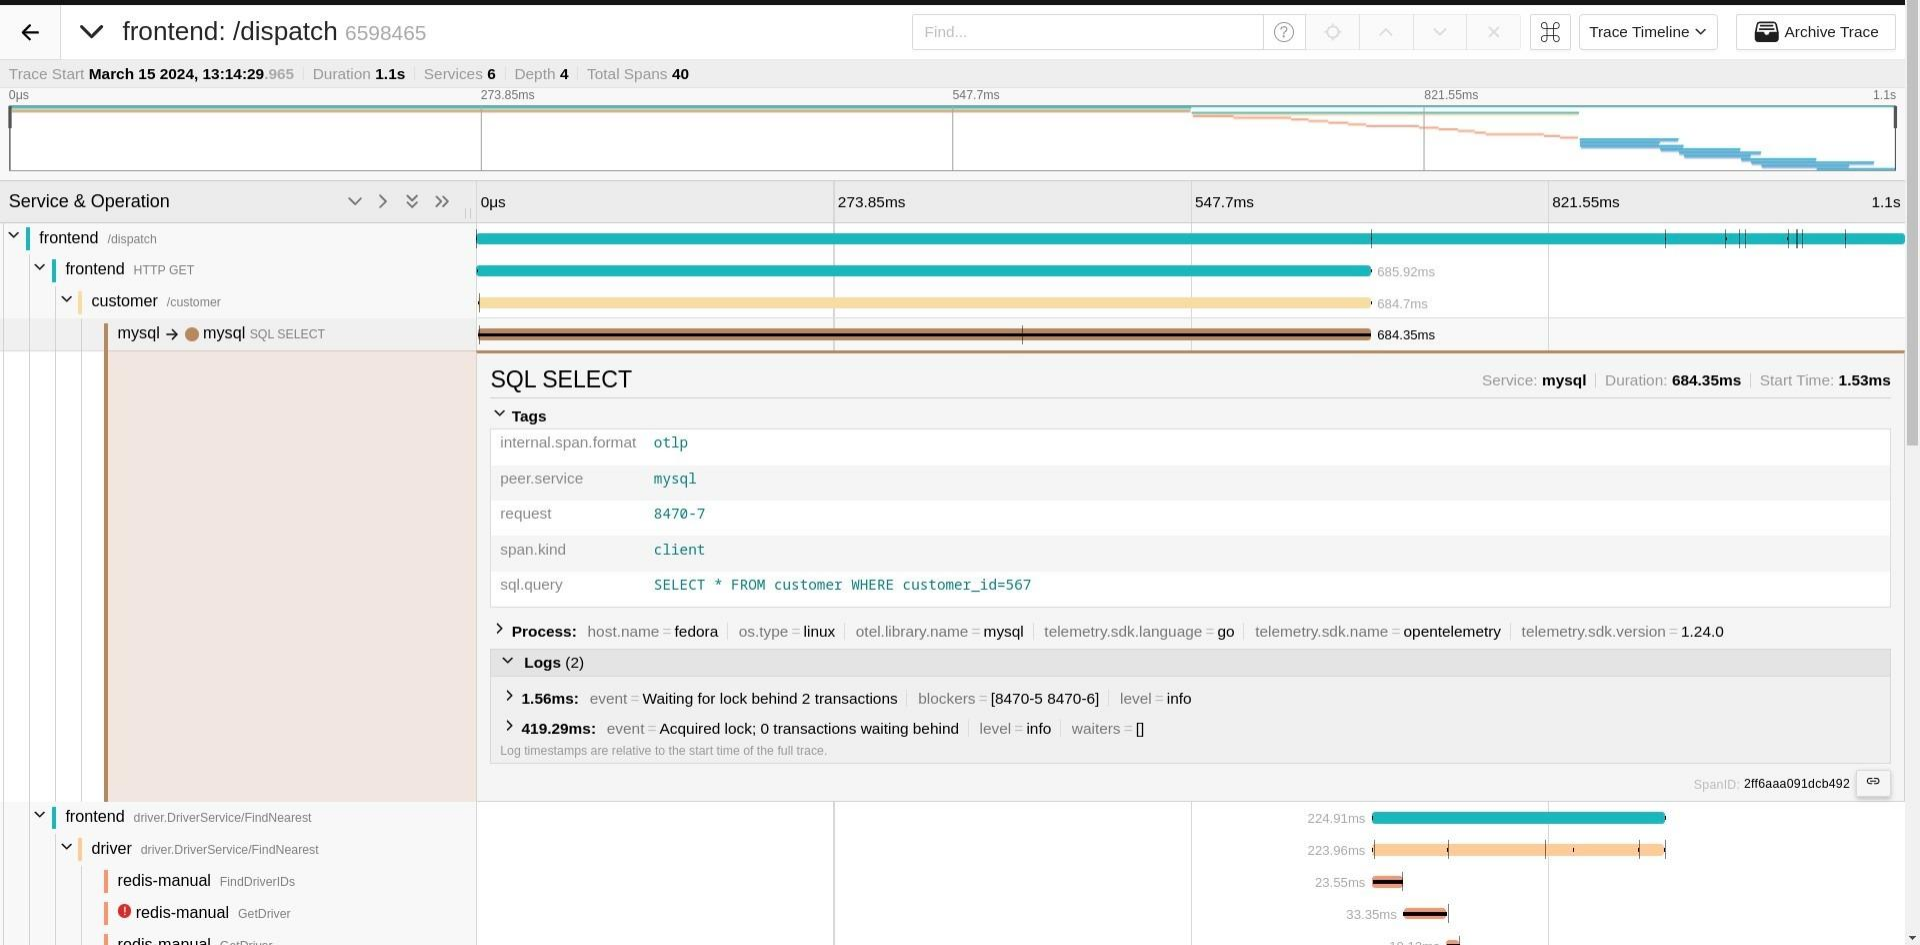 frontend: /dispatch 6598465 Find... ? Trace Timeline Archive Trace
Trace Start March 15 2024, 13:14:29.965 Duration 1.1s Services 6 Depth 4 Total Spans 40
0μs 273.85ms 547.7ms 821.55ms 1.1s
Service & Operation 0μs 273.85ms 547.7ms 821.55ms 1.1s
frontend /dispatch
frontend HTTP GET 685.92ms
customer /customer 684.7ms
mysql → mysql SQL SELECT 684.35ms
SQL SELECT Service: mysql Duration: 684.35ms Start Time: 1.53ms
Tags
internal.span.format otlp
peer.service mysql
request 8470-7
span.kind client
sql.query SELECT * FROM customer WHERE customer_id=567
Process: host.name = fedora os.type = linux otel.library.name = mysql telemetry.sdk.language = go telemetry.sdk.name = opentelemetry telemetry.sdk.version = 1.24.0
Logs (2)
1.56ms: event = Waiting for lock behind 2 transactions blockers = [8470-5 8470-6] level = info
419.29ms: event = Acquired lock; 0 transactions waiting behind level = info waiters = []
Log timestamps are relative to the start time of the full trace.
SpanID: 2ff6aaa091dcb492
frontend driver.DriverService/FindNearest 224.91ms
driver driver.DriverService/FindNearest 223.96ms
redis-manual FindDriverIDs 23.55ms
redis-manual GetDriver 33.35ms
redis-manual GetDriver